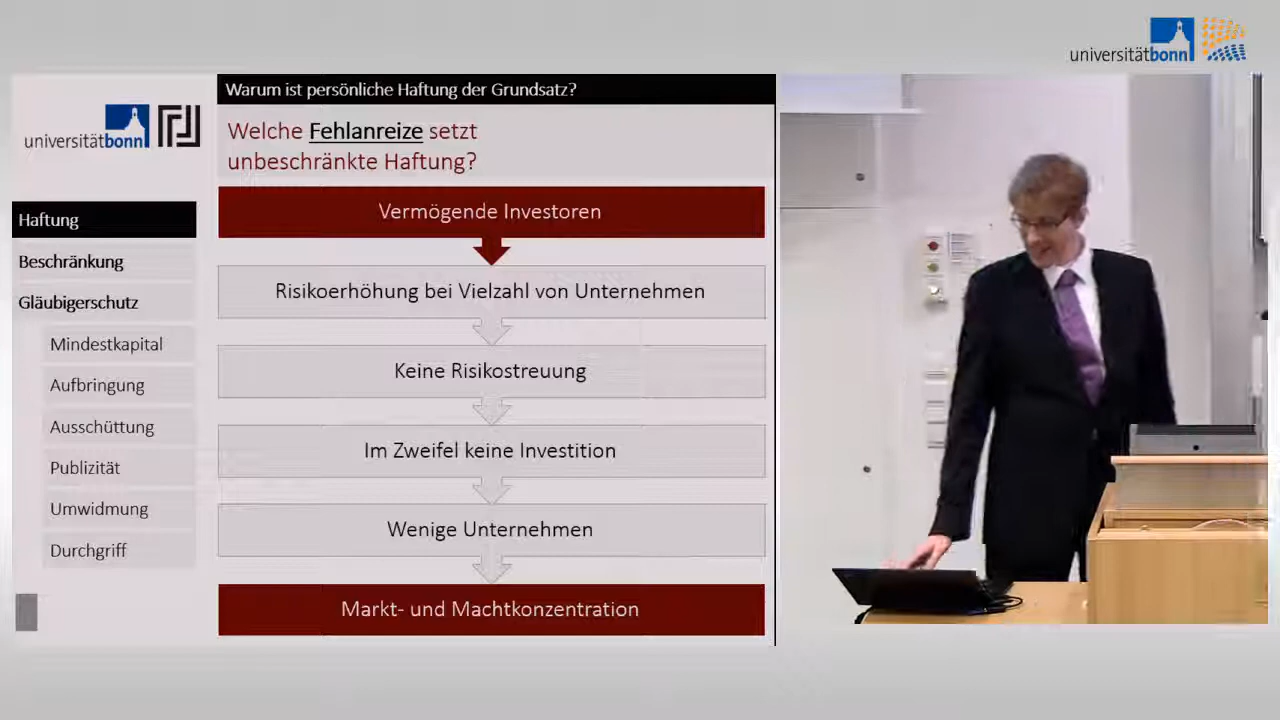 universitätbonn
universitätbonn
Haftung
Beschränkung
Gläubigerschutz
Mindestkapital
Aufbringung
Ausschüttung
Publizität
Umwidmung
Durchgriff
Warum ist persönliche Haftung der Grundsatz?
Welche Fehlanreize setzt
unbeschränkte Haftung?
Vermögende Investoren
Risikoerhöhung bei Vielzahl von Unternehmen
Keine Risikostreuung
Im Zweifel keine Investition
Wenige Unternehmen
Markt- und Machtkonzentration